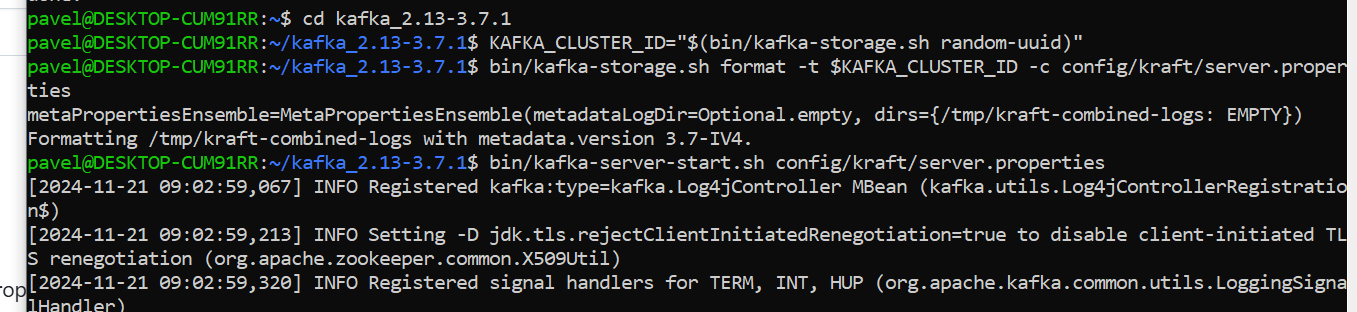 pavel@DESKTOP-CUM91RR:~$ cd kafka_2.13-3.7.1
pavel@DESKTOP-CUM91RR:~/kafka_2.13-3.7.1$ KAFKA_CLUSTER_ID="$(bin/kafka-storage.sh random-uuid)"
pavel@DESKTOP-CUM91RR:~/kafka_2.13-3.7.1$ bin/kafka-storage.sh format -t $KAFKA_CLUSTER_ID -c config/kraft/server.proper
ties
metaPropertiesEnsemble=MetaPropertiesEnsemble(metadataLogDir=Optional.empty, dirs={/tmp/kraft-combined-logs: EMPTY})
Formatting /tmp/kraft-combined-logs with metadata.version 3.7-IV4.
pavel@DESKTOP-CUM91RR:~/kafka_2.13-3.7.1$ bin/kafka-server-start.sh config/kraft/server.properties
[2024-11-21 09:02:59,067] INFO Registered kafka:type=kafka.Log4jController MBean (kafka.utils.Log4jControllerRegistratio
n$)
[2024-11-21 09:02:59,213] INFO Setting -D jdk.tls.rejectClientInitiatedRenegotiation=true to disable client-initiated TL
S renegotiation (org.apache.zookeeper.common.X509Util)
[2024-11-21 09:02:59,320] INFO Registered signal handlers for TERM, INT, HUP (org.apache.kafka.common.utils.LoggingSigna
lHandler)
rop